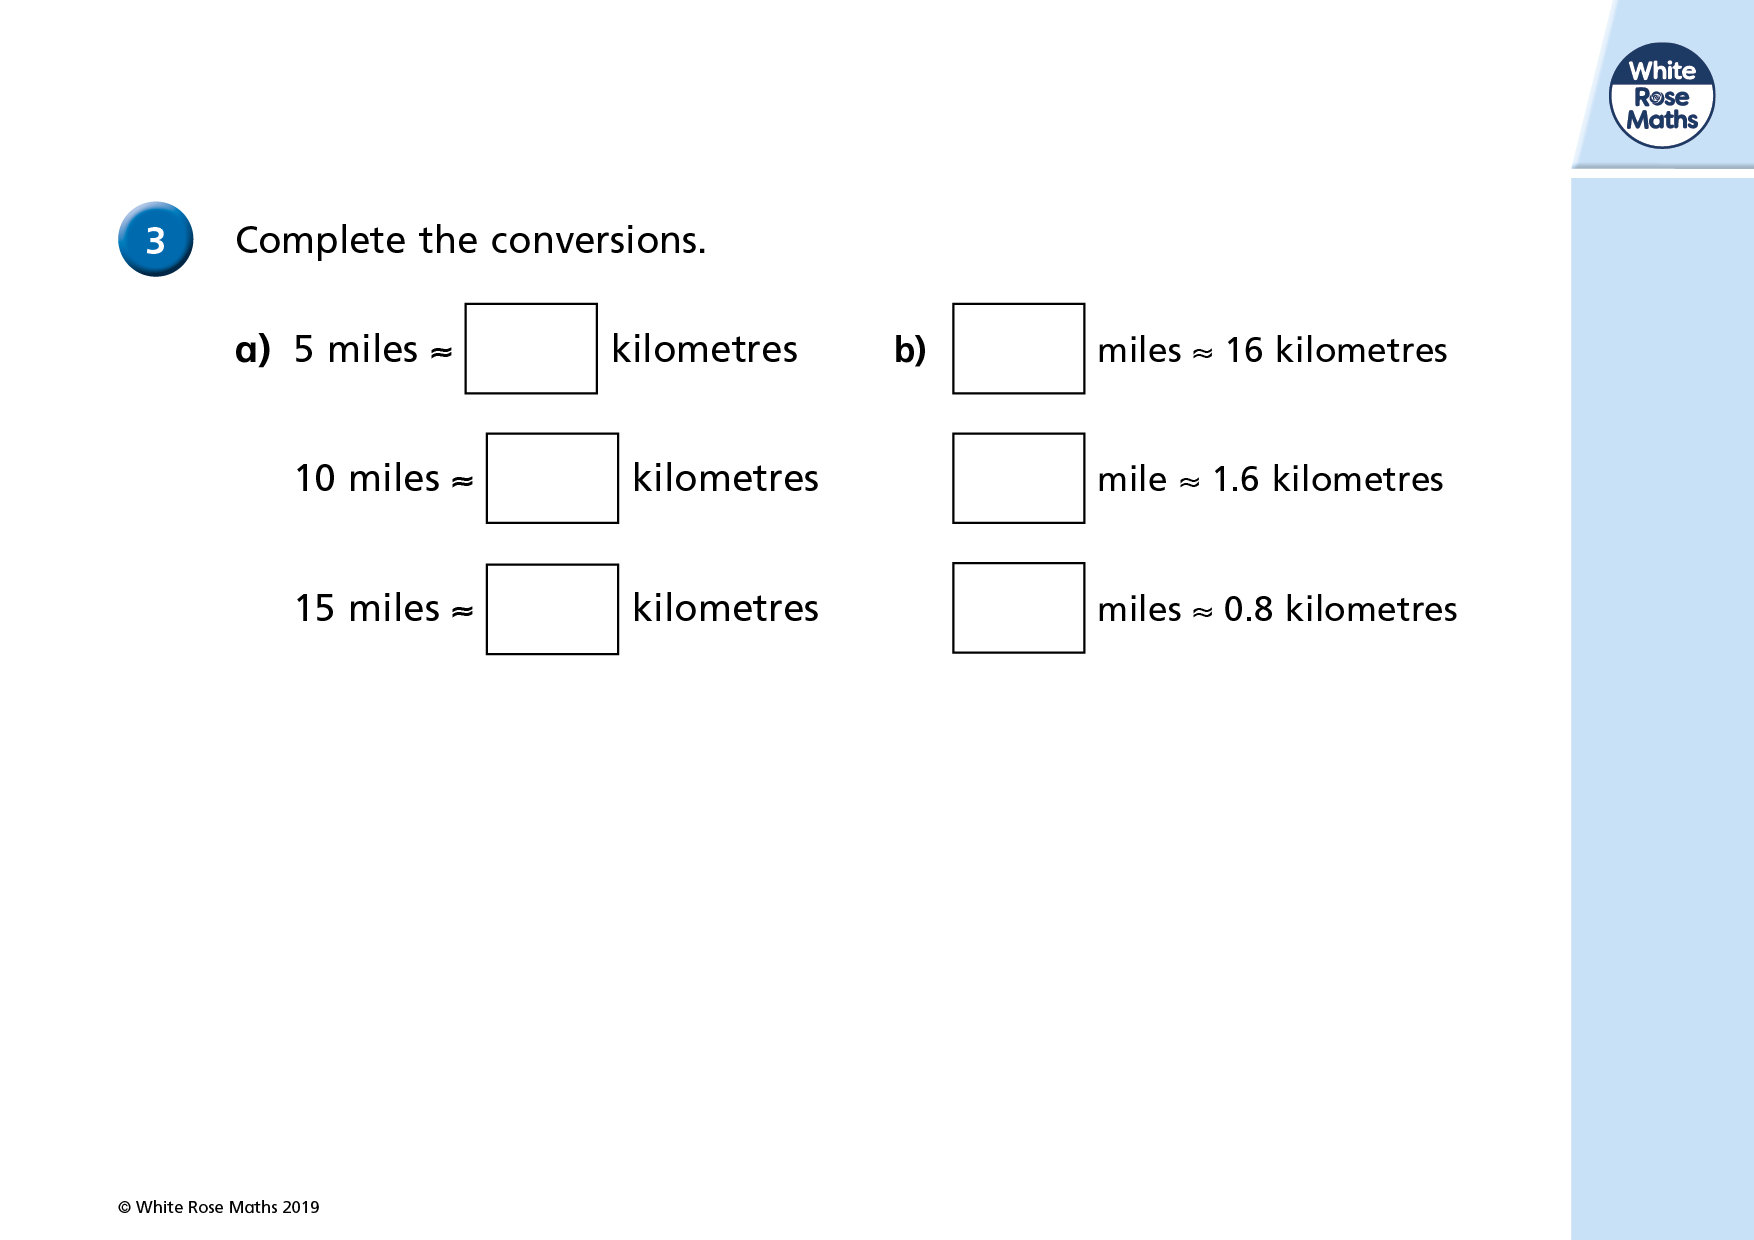 White
Rose
Maths
3 Complete the conversions.
a) 5 miles ≈ kilometres
10 miles ≈ kilometres
15 miles ≈ kilometres
b) miles ≈ 16 kilometres
mile ≈ 1.6 kilometres
miles ≈ 0.8 kilometres
© White Rose Maths 2019